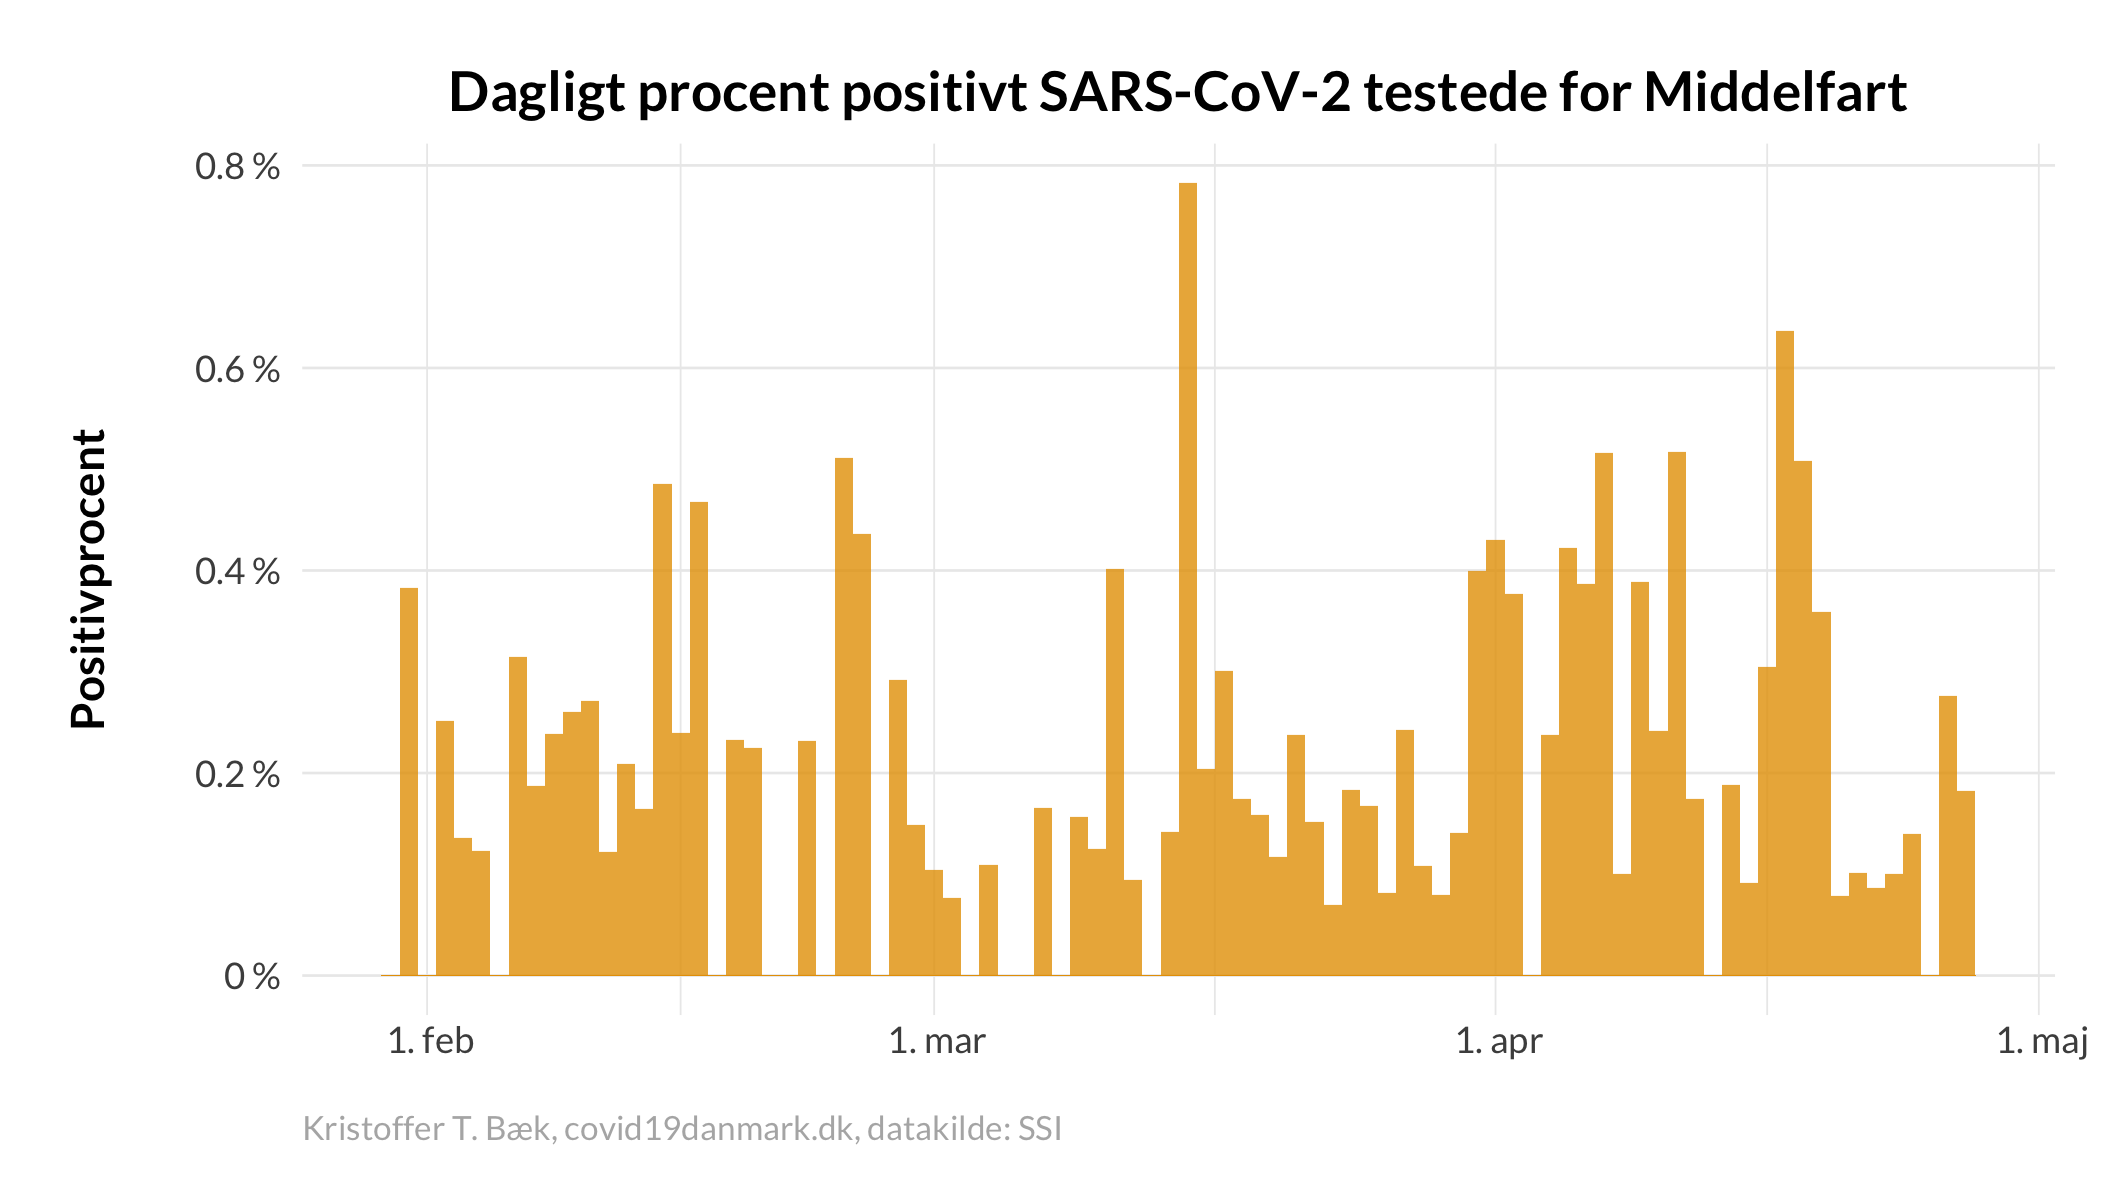 Dagligt procent positivt SARS-CoV-2 testede for Middelfart
Positivprocent
0.8 %
0.6 %
0.4 %
0.2 %
0 %
1. feb
1. mar
1. apr
1. maj
Kristoffer T. Bæk, covid19danmark.dk, datakilde: SSI